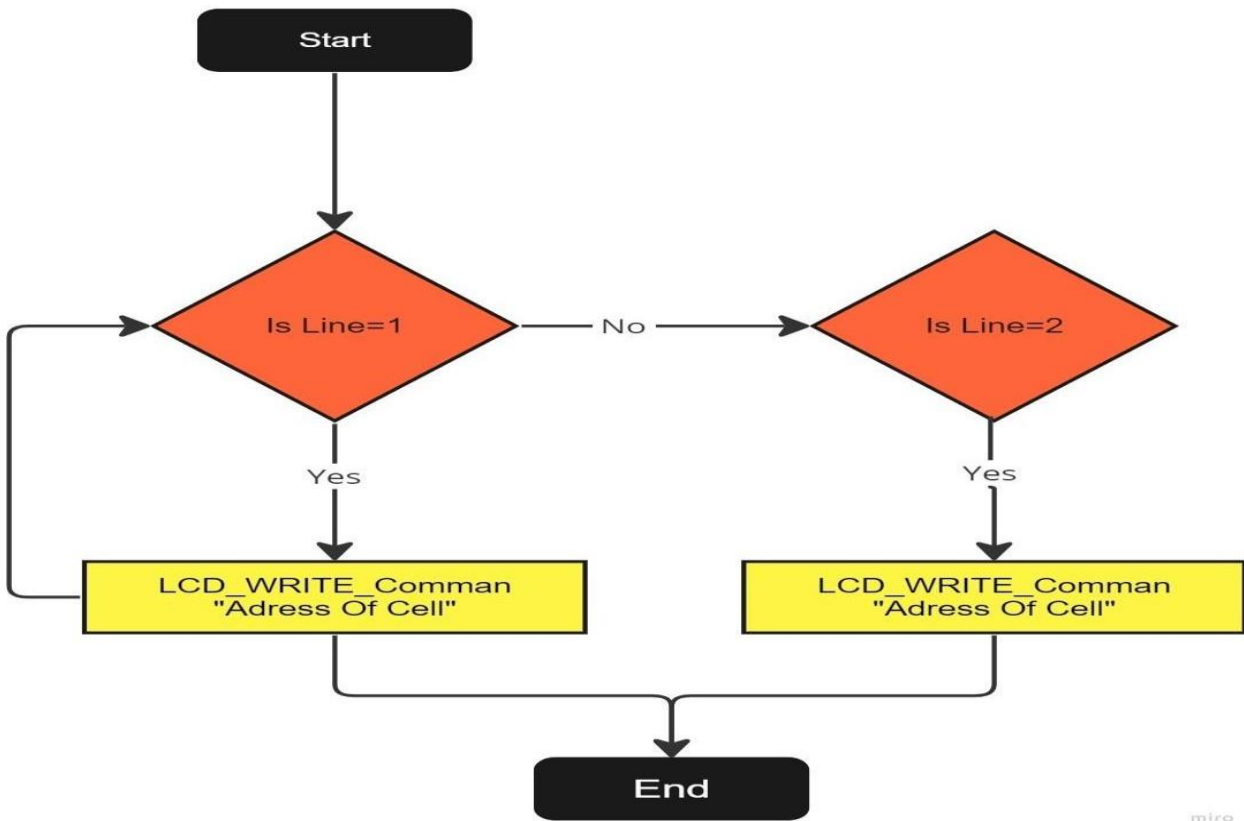 Start
Is Line=1
No
Is Line=2
Yes
Yes
LCD_WRITE_Comman
"Adress Of Cell"
LCD_WRITE_Comman
"Adress Of Cell"
End
miro